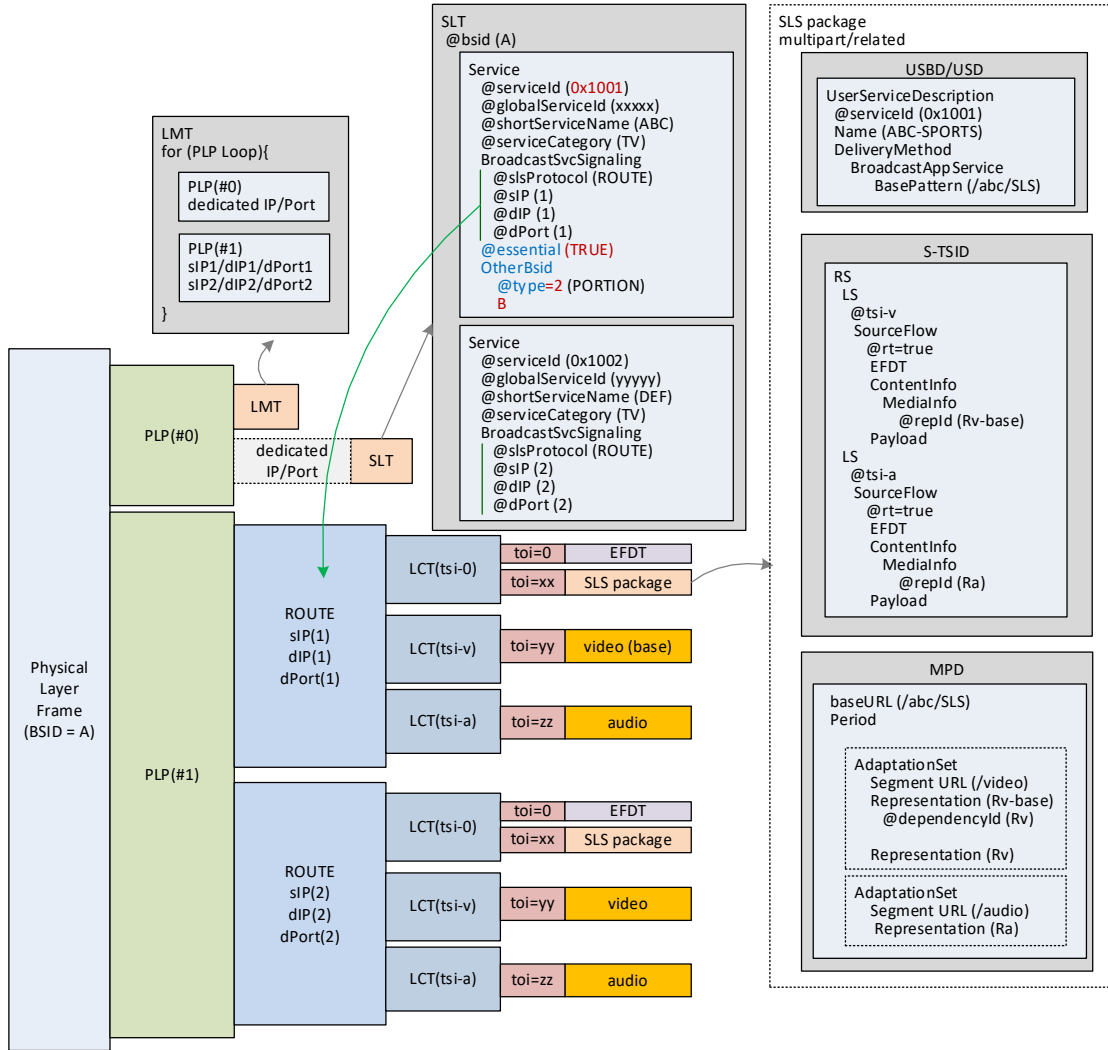 LMT
for (PLP Loop){
PLP(#0)
dedicated IP/Port
PLP(#1)
sIP1/dIP1/dPort1
sIP2/dIP2/dPort2
}
SLT
@bsid (A)
Service
@serviceId (0x1001)
@globalServiceId (xxxxx)
@shortServiceName (ABC)
@serviceCategory (TV)
BroadcastSvcSignaling
@slsProtocol (ROUTE)
@sIP (1)
@dIP (1)
@dPort (1)
@essential (TRUE)
OtherBsid
@type=2 (PORTION)
B
Service
@serviceId (0x1002)
@globalServiceId (yyyyy)
@shortServiceName (DEF)
@serviceCategory (TV)
BroadcastSvcSignaling
@slsProtocol (ROUTE)
@sIP (2)
@dIP (2)
@dPort (2)
Physical
Layer
Frame
(BSID = A)
PLP(#0)
LMT
dedicated
IP/Port
SLT
PLP(#1)
ROUTE
sIP(1)
dIP(1)
dPort(1)
LCT(tsi-0)
toi=0
EFDT
toi=xx
SLS package
LCT(tsi-v)
toi=yy
video (base)
LCT(tsi-a)
toi=zz
audio
ROUTE
sIP(2)
dIP(2)
dPort(2)
LCT(tsi-0)
toi=0
EFDT
toi=xx
SLS package
LCT(tsi-v)
toi=yy
video
LCT(tsi-a)
toi=zz
audio
SLS package
multipart/related
USBD/USD
UserServiceDescription
@serviceId (0x1001)
Name (ABC-SPORTS)
DeliveryMethod
BroadcastAppService
BasePattern (/abc/SLS)
S-TSID
RS
LS
@tsi-v
SourceFlow
@rt=true
EFDT
ContentInfo
MediaInfo
@repId (Rv-base)
Payload
LS
@tsi-a
SourceFlow
@rt=true
EFDT
ContentInfo
MediaInfo
@repId (Ra)
Payload
MPD
baseURL (/abc/SLS)
Period
AdaptationSet
Segment URL (/video)
Representation (Rv-base)
@dependencyId (Rv)
Representation (Rv)
AdaptationSet
Segment URL (/audio)
Representation (Ra)